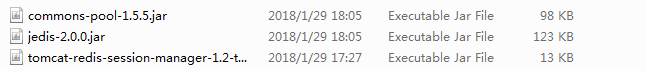 commons-pool-1.5.5.jar 2018/1/29 18:05 Executable Jar File 98 KB
jedis-2.0.0.jar 2018/1/29 18:05 Executable Jar File 123 KB
tomcat-redis-session-manager-1.2-t... 2018/1/29 17:27 Executable Jar File 13 KB